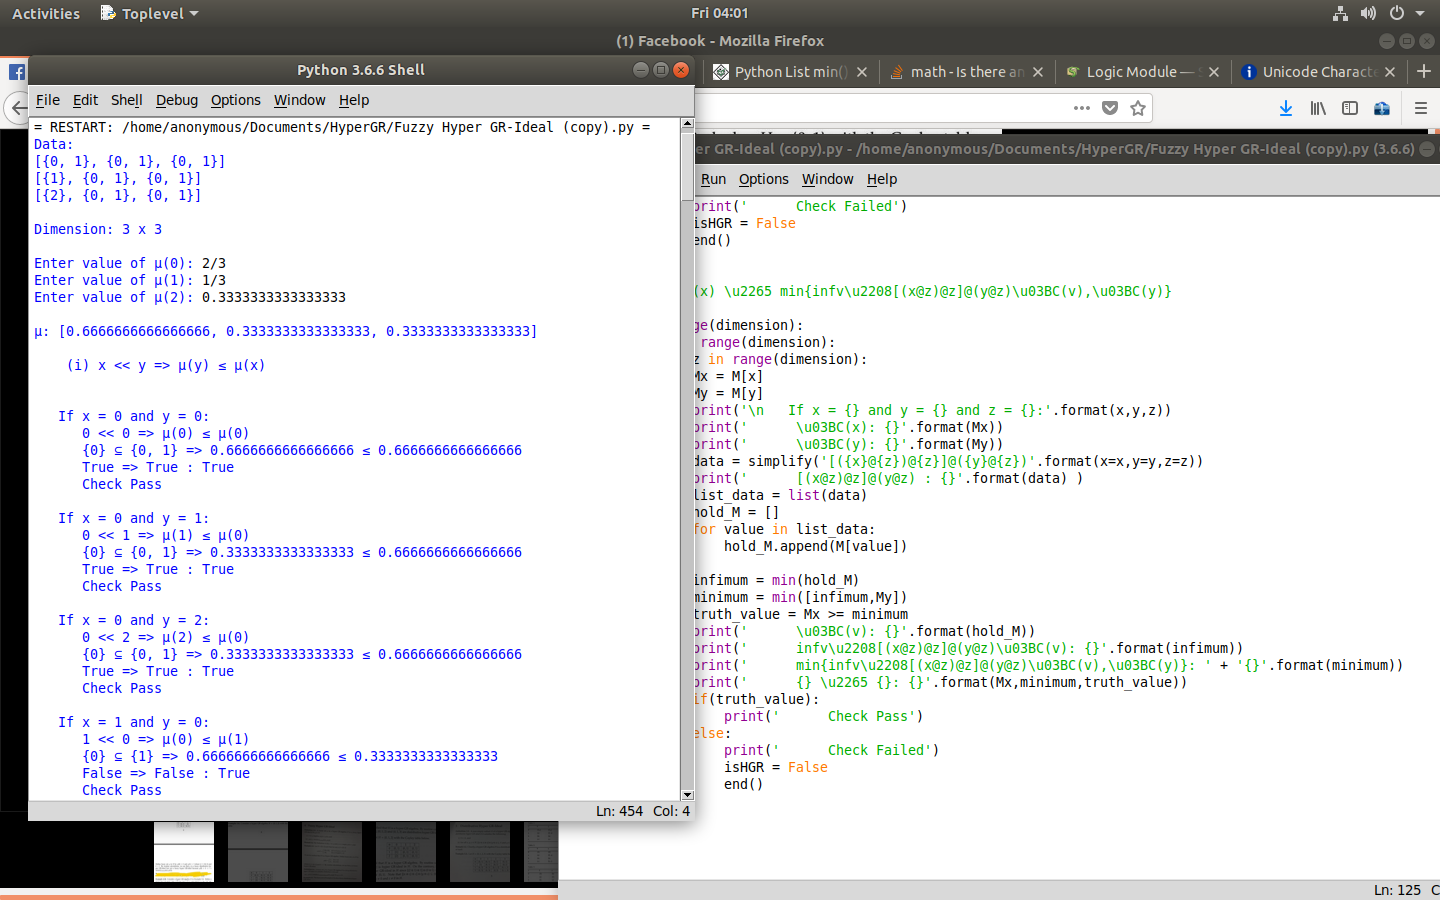 Activities
Toplevel
Fri 04:01
(1) Facebook - Mozilla Firefox
Python 3.6.6 Shell
Python List min()
math - Is there an
Logic Module —
Unicode Characte
File Edit Shell Debug Options Window Help
= RESTART: /home/anonymous/Documents/HyperGR/Fuzzy Hyper GR-Ideal (copy).py =
Data:
[{0, 1}, {0, 1}, {0, 1}]
[{1}, {0, 1}, {0, 1}]
[{2}, {0, 1}, {0, 1}]
Dimension: 3 x 3
Enter value of μ(0): 2/3
Enter value of μ(1): 1/3
Enter value of μ(2): 0.3333333333333333
μ: [0.6666666666666666, 0.3333333333333333, 0.3333333333333333]
(i) x << y => μ(y) ≤ μ(x)
If x = 0 and y = 0:
0 << 0 => μ(0) ≤ μ(0)
{0} ⊆ {0, 1} => 0.6666666666666666 ≤ 0.6666666666666666
True => True : True
Check Pass
If x = 0 and y = 1:
0 << 1 => μ(1) ≤ μ(0)
{0} ⊆ {0, 1} => 0.3333333333333333 ≤ 0.6666666666666666
True => True : True
Check Pass
If x = 0 and y = 2:
0 << 2 => μ(2) ≤ μ(0)
{0} ⊆ {0, 1} => 0.3333333333333333 ≤ 0.6666666666666666
True => True : True
Check Pass
If x = 1 and y = 0:
1 << 0 => μ(0) ≤ μ(1)
{0} ⊆ {1} => 0.6666666666666666 ≤ 0.3333333333333333
False => False : True
Check Pass
Ln: 454 Col: 4
er GR-Ideal (copy).py - /home/anonymous/Documents/HyperGR/Fuzzy Hyper GR-Ideal (copy).py (3.6.6)
Run Options Window Help
print('      Check Failed')
isHGR = False
end()
(x) \u2265 min{infv\u2208[(x@z)@z]@(y@z)\u03BC(v),\u03BC(y)}
ge(dimension):
range(dimension):
z in range(dimension):
Mx = M[x]
My = M[y]
print('\n   If x = {} and y = {} and z = {}:'.format(x,y,z))
print('      \u03BC(x): {}'.format(Mx))
print('      \u03BC(y): {}'.format(My))
data = simplify('[({x}@{z})@{z}]@({y}@{z})'.format(x=x,y=y,z=z))
print('      [(x@z)@z]@(y@z) : {}'.format(data) )
list_data = list(data)
hold_M = []
for value in list_data:
hold_M.append(M[value])
infimum = min(hold_M)
minimum = min([infimum,My])
truth_value = Mx >= minimum
print('      \u03BC(v): {}'.format(hold_M))
print('      infv\u2208[(x@z)@z]@(y@z)\u03BC(v): {}'.format(infimum))
print('      min{infv\u2208[(x@z)@z]@(y@z)\u03BC(v),\u03BC(y)}: ' + '{}'.format(minimum))
print('      {} \u2265 {}: {}'.format(Mx,minimum,truth_value))
if(truth_value):
print('      Check Pass')
else:
print('      Check Failed')
isHGR = False
end()
Ln: 125 C